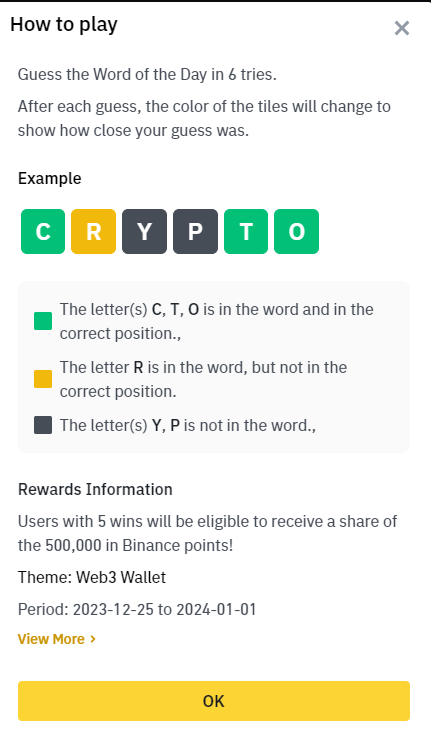 How to play
Guess the Word of the Day in 6 tries.
After each guess, the color of the tiles will change to
show how close your guess was.
Example
C R Y P T O
The letter(s) C, T, O is in the word and in the
correct position.,
The letter R is in the word, but not in the
correct position.
The letter(s) Y, P is not in the word.,
Rewards Information
Users with 5 wins will be eligible to receive a share of
the 500,000 in Binance points!
Theme: Web3 Wallet
Period: 2023-12-25 to 2024-01-01
View More >
OK